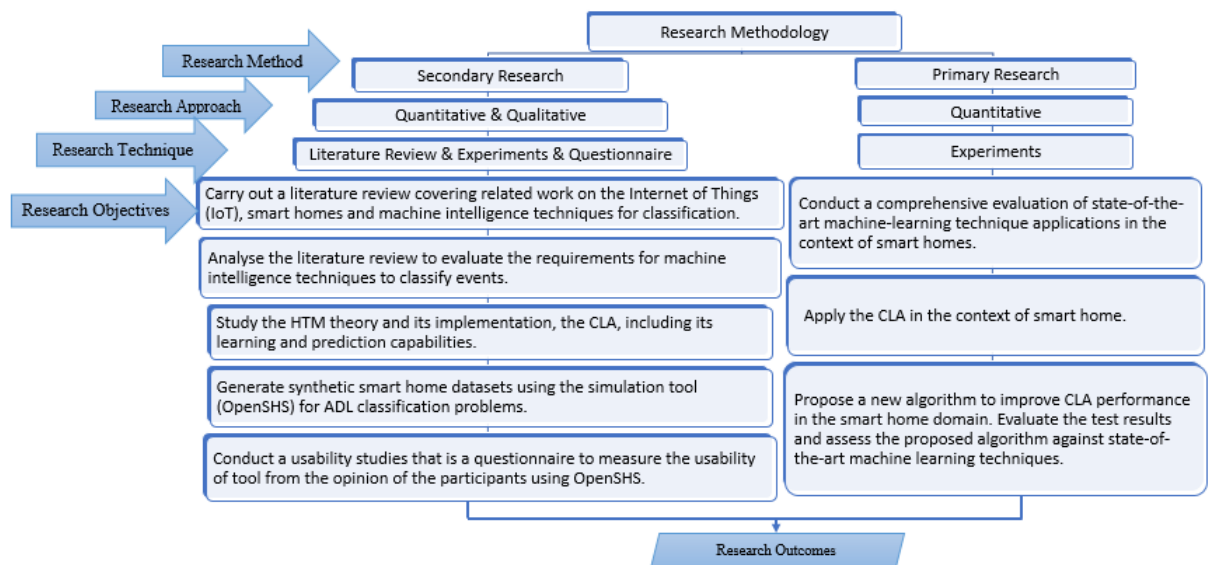 Research Methodology
Research Method
Secondary Research
Primary Research
Research Approach
Quantitative & Qualitative
Quantitative
Research Technique
Literature Review & Experiments & Questionnaire
Experiments
Research Objectives
Carry out a literature review covering related work on the Internet of Things
(IoT), smart homes and machine intelligence techniques for classification.
Analyse the literature review to evaluate the requirements for machine
intelligence techniques to classify events.
Study the HTM theory and its implementation, the CLA, including its
learning and prediction capabilities.
Generate synthetic smart home datasets using the simulation tool
(OpenSHS) for ADL classification problems.
Conduct a usability studies that is a questionnaire to measure the usability
of tool from the opinion of the participants using OpenSHS.
Conduct a comprehensive evaluation of state-of-the-
art machine-learning technique applications in the
context of smart homes.
Apply the CLA in the context of smart home.
Propose a new algorithm to improve CLA performance
in the smart home domain. Evaluate the test results
and assess the proposed algorithm against state-of-
the-art machine learning techniques.
Research Outcomes